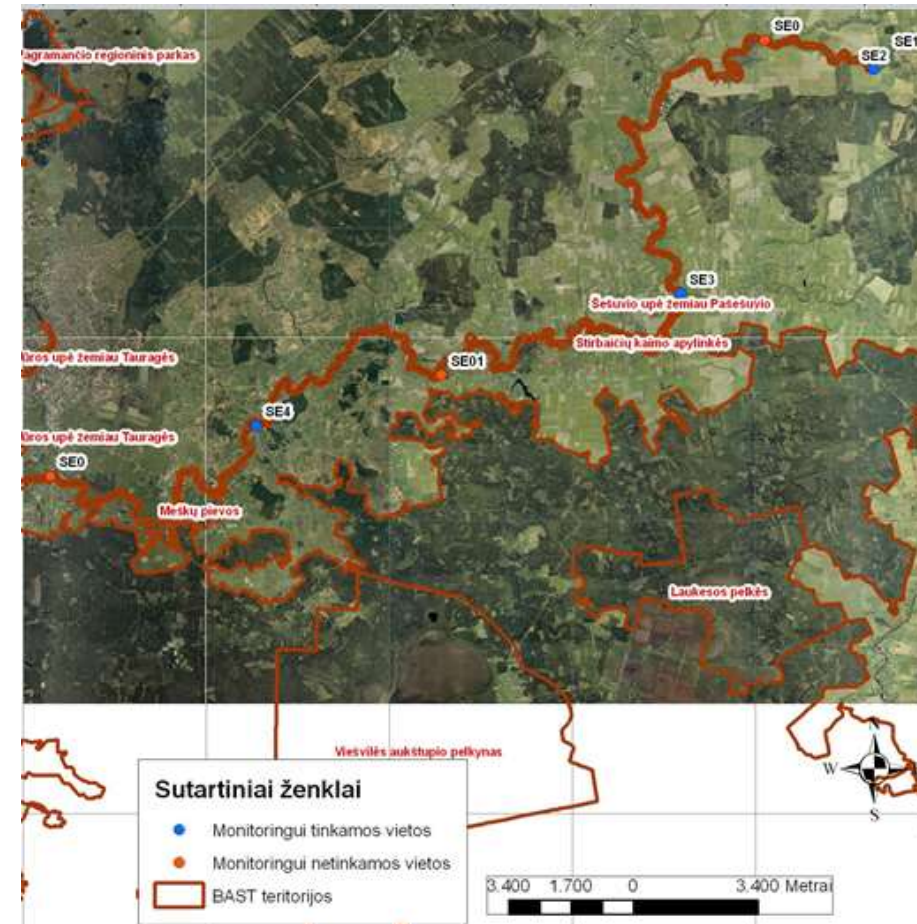 SE0
SE1
agramančio regioninis parkas
SE2
SE3
Šešuvio upė žemiau Pašešuvio
Stirbaičių kaimo apylinkės
ūros upė žemiau Tauragės
SE01
SE4
ūros upė žemiau Tauragės
SE0
Meškų pievos
Laukesos pelkės
N
Viešvilės aukštupio pelkynas
W
S
Sutartiniai ženklai
Monitoringui tinkamos vietos
Monitoringui netinkamos vietos
BAST teritorijos
3.400 1.700 0 3.400 Metrai